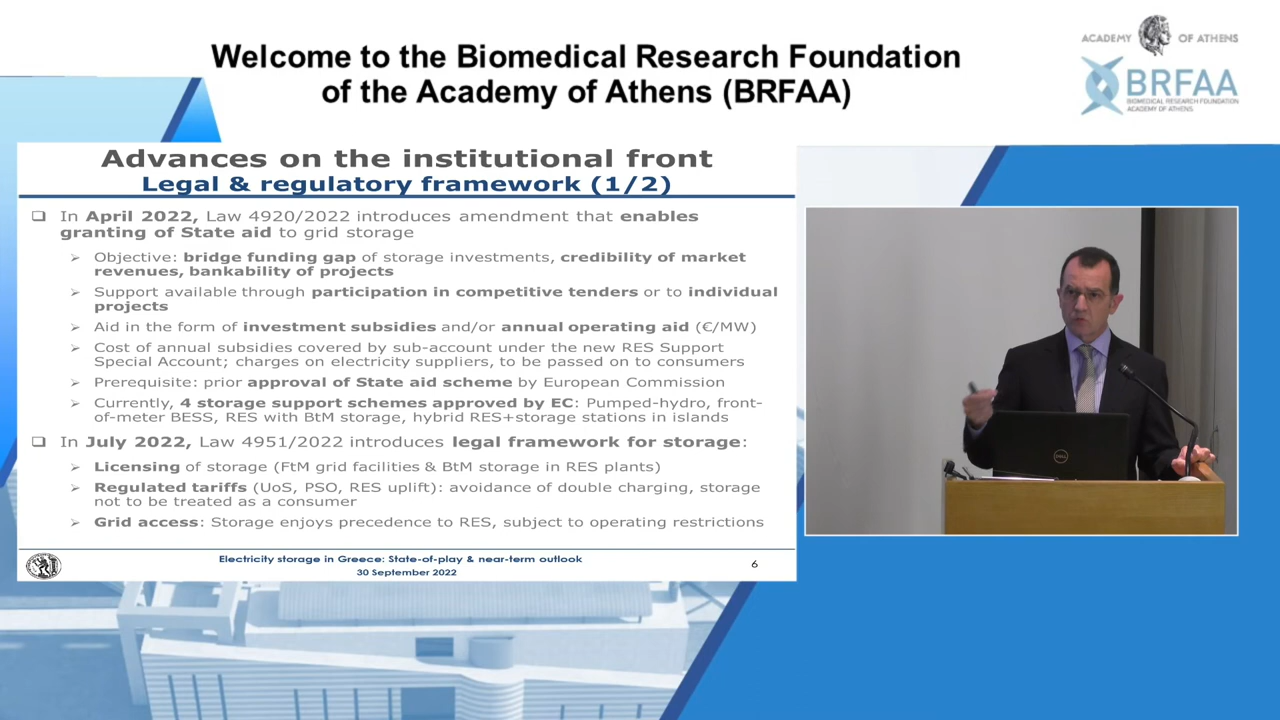 Welcome to the Biomedical Research Foundation
of the Academy of Athens (BRFAA)
ACADEMY OF ATHENS
BRFAA
BIOMEDICAL RESEARCH FOUNDATION
ACADEMY OF ATHENS
Advances on the institutional front
Legal & regulatory framework (1/2)
In April 2022, Law 4920/2022 introduces amendment that enables
granting of State aid to grid storage
Objective: bridge funding gap of storage investments, credibility of market
revenues, bankability of projects
Support available through participation in competitive tenders or to individual
projects
Aid in the form of investment subsidies and/or annual operating aid (€/MW)
Cost of annual subsidies covered by sub-account under the new RES Support
Special Account; charges on electricity suppliers, to be passed on to consumers
Prerequisite: prior approval of State aid scheme by European Commission
Currently, 4 storage support schemes approved by EC: Pumped-hydro, front-
of-meter BESS, RES with BtM storage, hybrid RES+storage stations in islands
In July 2022, Law 4951/2022 introduces legal framework for storage:
Licensing of storage (FtM grid facilities & BtM storage in RES plants)
Regulated tariffs (UoS, PSO, RES uplift): avoidance of double charging, storage
not to be treated as a consumer
Grid access: Storage enjoys precedence to RES, subject to operating restrictions
Electricity storage in Greece: State-of-play & near-term outlook
30 September 2022
6
DELL